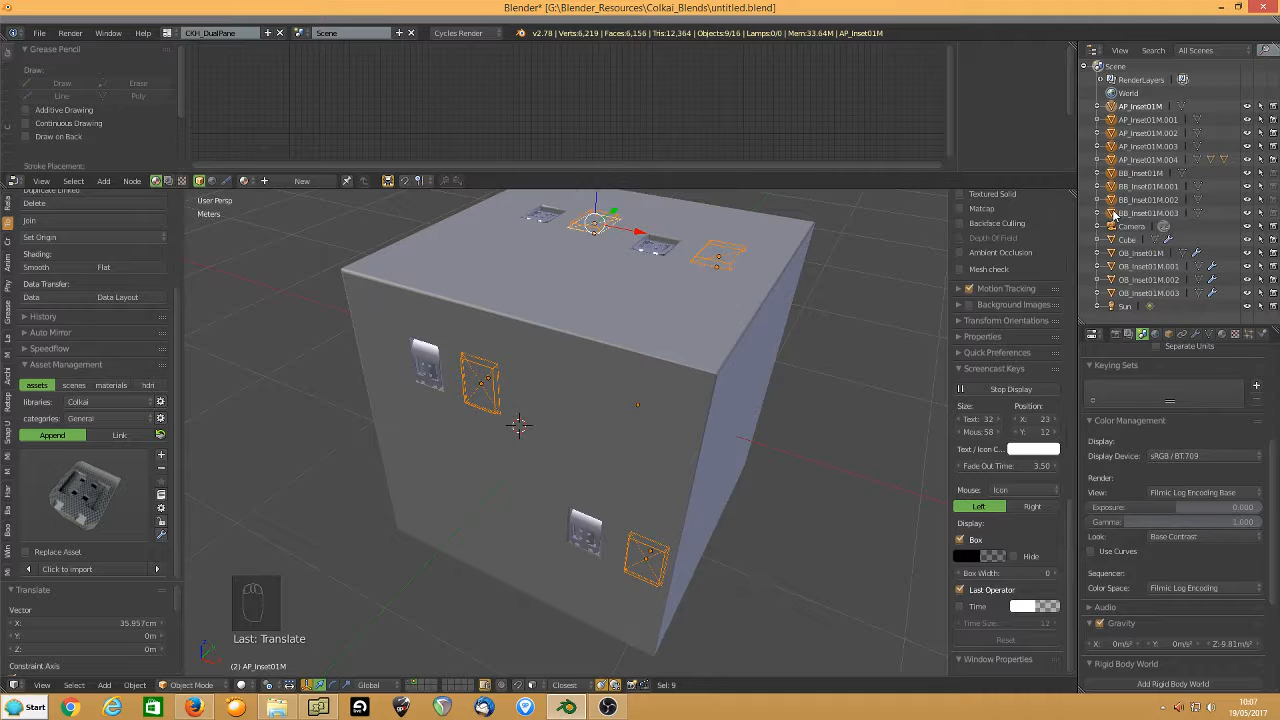 Blender* [G:\Blender_Resources\Colkai_Blends\untitled.blend]
File Render Window Help CKH_DualPane Scene Cycles Render v2.78 | Verts:6,219 | Faces:6,156 | Tris:12,364 | Objects:9/16 | Lamps:0/0 | Mem:33.64M | AP_Inset01M
View Search All Scenes
Grease Pencil
Draw:
Draw Erase
Line Poly
Additive Drawing
Continuous Drawing
Draw on Back
Stroke Placement:
View Select Add Node New
Duplicate Linked
Delete
Join
Set Origin
Shading:
Smooth Flat
Data Transfer:
Data Data Layout
History
Auto Mirror
Speedflow
Asset Management
assets scenes materials hdri
libraries: Colkai
categories: General
Append Link
Replace Asset
Click to import
Translate
Vector
X: 35.957cm
Y: 0m
Z: 0m
Constraint Axis
User Persp
Meters
Last: Translate
(2) AP_Inset01M
View Select Add Object Object Mode Global Closest Sel: 9
Textured Solid
Matcap
Backface Culling
Depth Of Field
Ambient Occlusion
Mesh check
Motion Tracking
Background Images
Transform Orientations
Properties
Quick Preferences
Screencast Keys
Stop Display
Size: Position:
Text: 32 X: 23
Mous: 58 Y: 12
Text / Icon C...
Fade Out Time: 3.50
Mouse: Icon
Left Right
Display:
Box
Hide
Box Width: 0
Last Operator
Time
Time Size: 12
Reset
Window Properties
Scene
RenderLayers
World
AP_Inset01M
AP_Inset01M.001
AP_Inset01M.002
AP_Inset01M.003
AP_Inset01M.004
BB_Inset01M
BB_Inset01M.001
BB_Inset01M.002
BB_Inset01M.003
Camera
Cube
OB_Inset01M
OB_Inset01M.001
OB_Inset01M.002
OB_Inset01M.003
Sun
Separate Units
Keying Sets
Color Management
Display:
Display Device: sRGB / BT.709
Render:
View: Filmic Log Encoding Base
Exposure: 0.000
Gamma: 1.000
Look: Base Contrast
Use Curves
Sequencer:
Color Space: Filmic Log Encoding
Audio
Gravity
X: 0m/s² Y: 0m/s² Z:-9.81m/s²
Rigid Body World
Add Rigid Body World
Start
10:07
19/05/2017